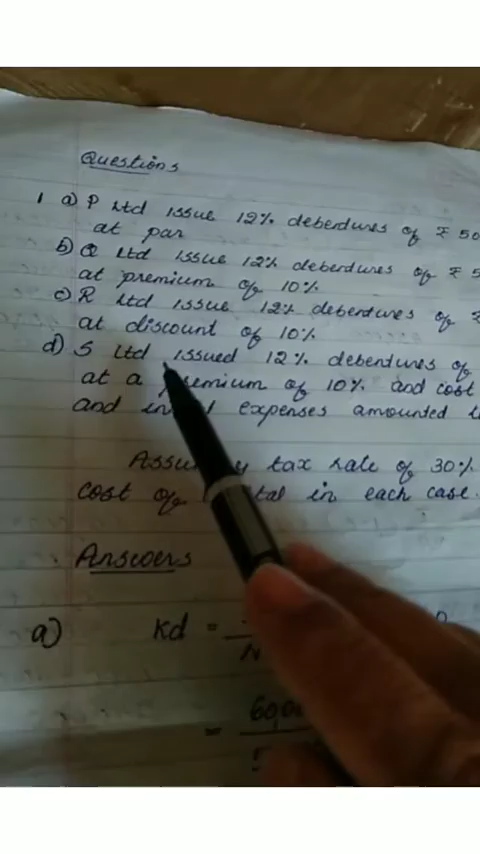 Questions
1 a) P Ltd issue 12% debentures of ₹ 50
at par
b) Q Ltd issue 12% debentures of ₹ 5
at premium of 10%
c) R Ltd issue 12% debentures of ₹
at discount of 10%
d) S Ltd issued 12% debentures of
at a premium of 10% and cost
and expenses amounted
tax rate of 30%
cost of in each case.
Answers
a) Kd =
=